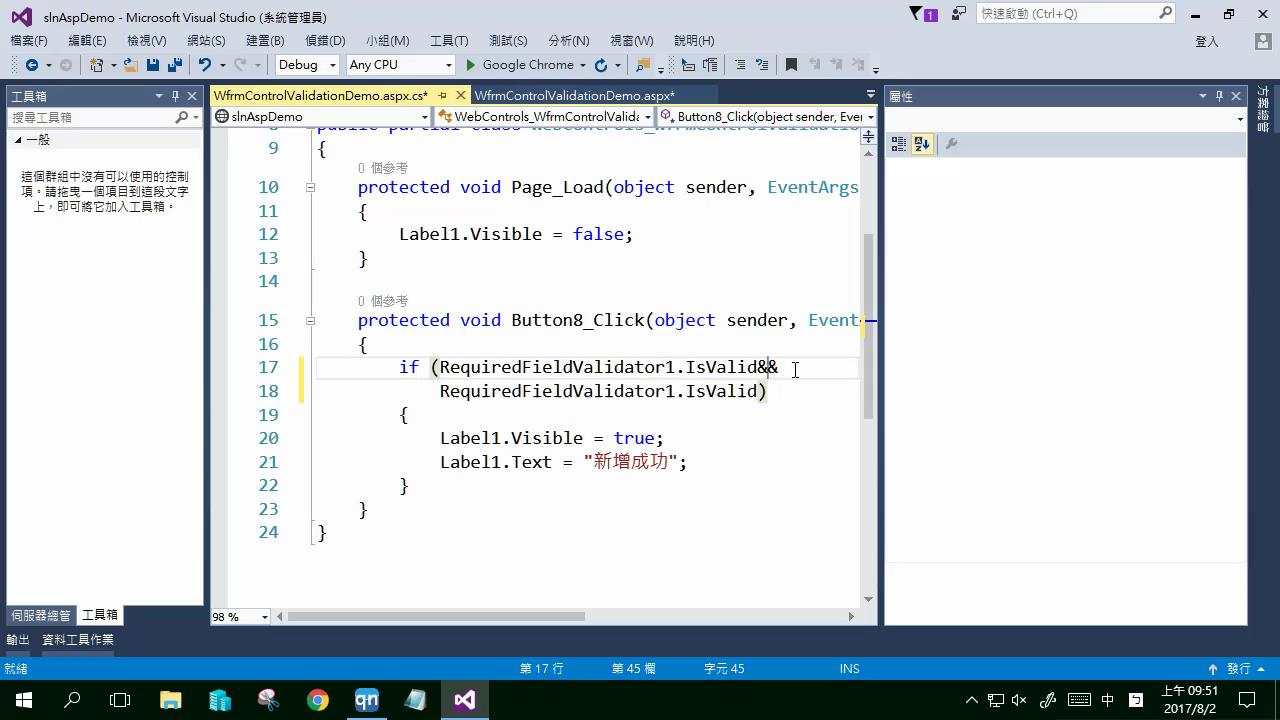 slnAspDemo - Microsoft Visual Studio (系統管理員)
1
快速啟動 (Ctrl+Q)
檔案(F) 編輯(E) 檢視(V) 網站(S) 建置(B) 偵錯(D) 小組(M) 工具(T) 測試(S) 分析(N) 視窗(W) 說明(H)
登入
Debug Any CPU Google Chrome
工具箱
搜尋工具箱
一般
這個群組中沒有可以使用的控制
項。請拖曳一個項目到這段文字
上，即可將它加入工具箱。
伺服器總管 工具箱
WfrmControlValidationDemo.aspx.cs* WfrmControlValidationDemo.aspx*
slnAspDemo WebControls_WfrmControlValida Button8_Click(object sender, Ever
8 public partial class WebControls_WfrmControlValidatio
9 {
0 個參考
10 protected void Page_Load(object sender, EventArgs
11 {
12 Label1.Visible = false;
13 }
14
0 個參考
15 protected void Button8_Click(object sender, Event
16 {
17 if (RequiredFieldValidator1.IsValid&&
18 RequiredFieldValidator1.IsValid)
19 {
20 Label1.Visible = true;
21 Label1.Text = "新增成功";
22 }
23 }
24 }
98 %
屬性
方案總管
輸出 資料工具作業
就緒 第 17 行 第 45 欄 字元 45 INS 發行
qn
中
上午 09:51
2017/8/2